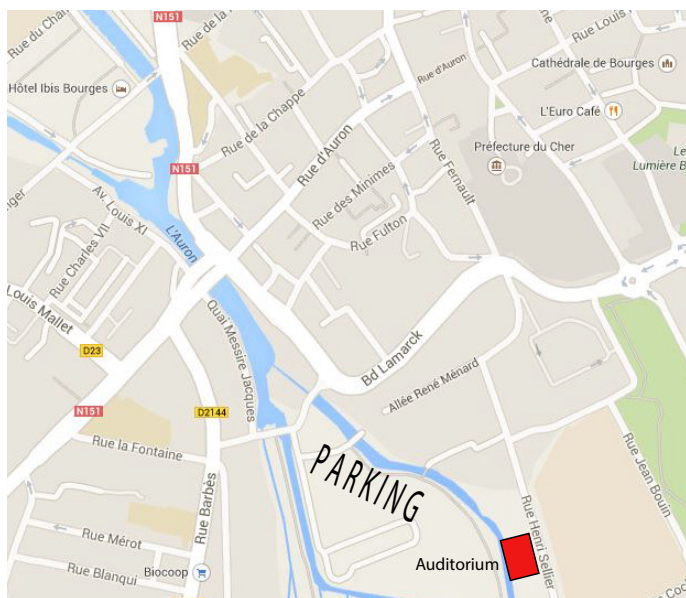 N151
Rue Louis
Rue du Char
Rue de la
Rue d'Auron
Cathédrale de Bourges
Hôtel Ibis Bourges
Rue de la Chappe
L'Euro Café
Rue d'Auron
Préfecture du Cher
Le
Lumière B
N151
Rue Fernault
Rue des Minimes
Av. Louis XI
L'Auron
Rue Charles VII
Rue Fulton
Louis Mallet
Quai Messire Jacques
D23
Bd Lamarck
Allée René Ménard
N151
D2144
Rue la Fontaine
PARKING
Rue Jean Bouin
Rue Barbès
Rue Henri Sellier
Rue Mérot
Auditorium
Rue Blanqui
Biocoop